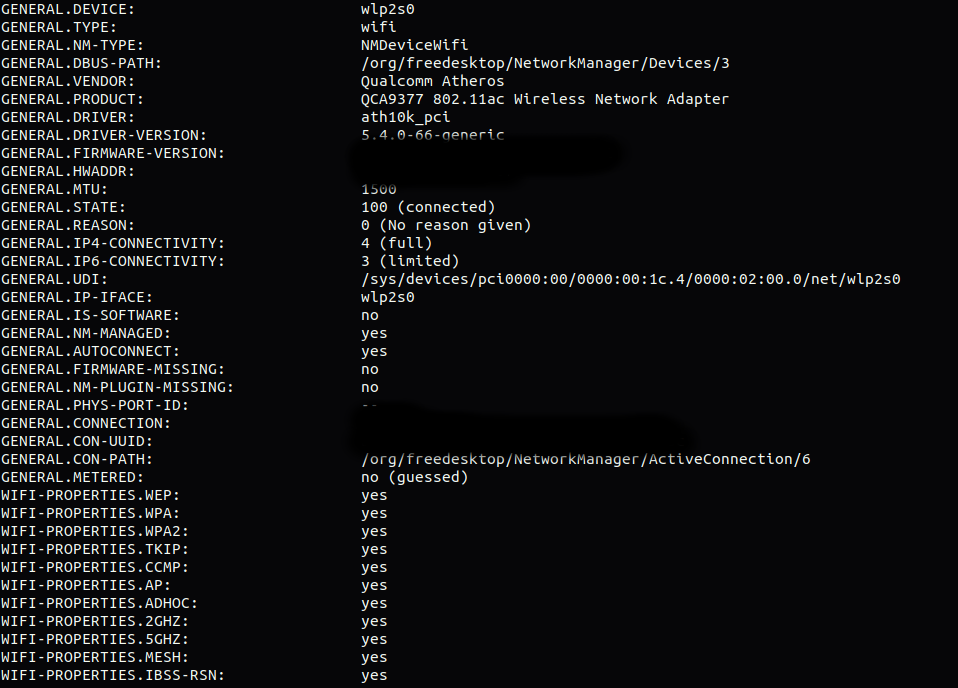 GENERAL.DEVICE: wlp2s0
GENERAL.TYPE: wifi
GENERAL.NM-TYPE: NMDeviceWifi
GENERAL.DBUS-PATH: /org/freedesktop/NetworkManager/Devices/3
GENERAL.VENDOR: Qualcomm Atheros
GENERAL.PRODUCT: QCA9377 802.11ac Wireless Network Adapter
GENERAL.DRIVER: ath10k_pci
GENERAL.DRIVER-VERSION: 5.4.0-66-generic
GENERAL.FIRMWARE-VERSION:
GENERAL.HWADDR:
GENERAL.MTU: 1500
GENERAL.STATE: 100 (connected)
GENERAL.REASON: 0 (No reason given)
GENERAL.IP4-CONNECTIVITY: 4 (full)
GENERAL.IP6-CONNECTIVITY: 3 (limited)
GENERAL.UDI: /sys/devices/pci0000:00/0000:00:1c.4/0000:02:00.0/net/wlp2s0
GENERAL.IP-IFACE: wlp2s0
GENERAL.IS-SOFTWARE: no
GENERAL.NM-MANAGED: yes
GENERAL.AUTOCONNECT: yes
GENERAL.FIRMWARE-MISSING: no
GENERAL.NM-PLUGIN-MISSING: no
GENERAL.PHYS-PORT-ID: --
GENERAL.CONNECTION:
GENERAL.CON-UUID:
GENERAL.CON-PATH: /org/freedesktop/NetworkManager/ActiveConnection/6
GENERAL.METERED: no (guessed)
WIFI-PROPERTIES.WEP: yes
WIFI-PROPERTIES.WPA: yes
WIFI-PROPERTIES.WPA2: yes
WIFI-PROPERTIES.TKIP: yes
WIFI-PROPERTIES.CCMP: yes
WIFI-PROPERTIES.AP: yes
WIFI-PROPERTIES.ADHOC: yes
WIFI-PROPERTIES.2GHZ: yes
WIFI-PROPERTIES.5GHZ: yes
WIFI-PROPERTIES.MESH: yes
WIFI-PROPERTIES.IBSS-RSN: yes